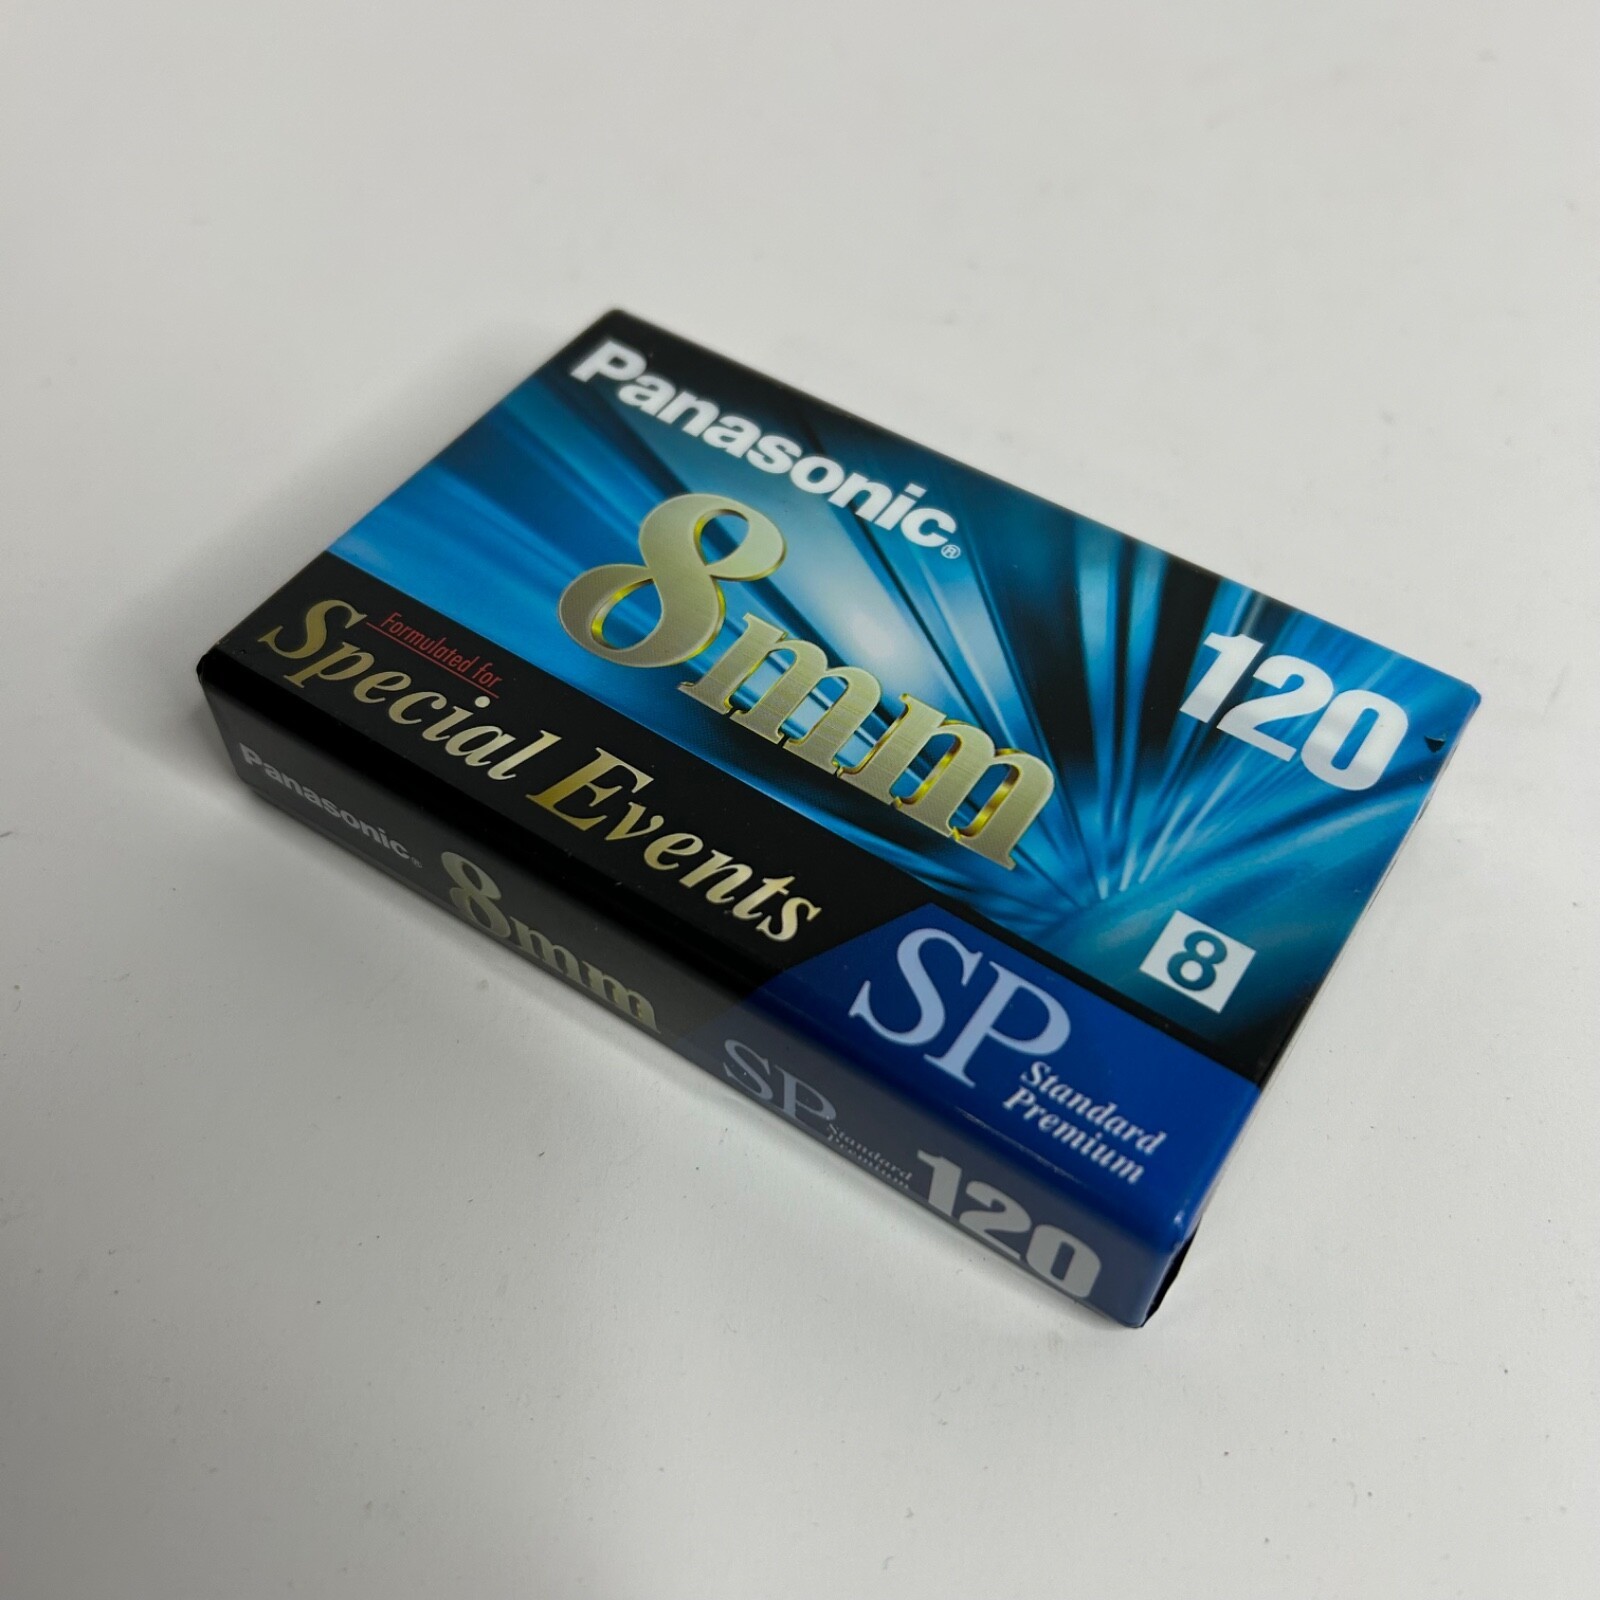 Panasonic®
8mm
120
Formulated for
Special Events
8
SP
Standard
Premium
Panasonic®
8mm
SP
Standard
Premium
120